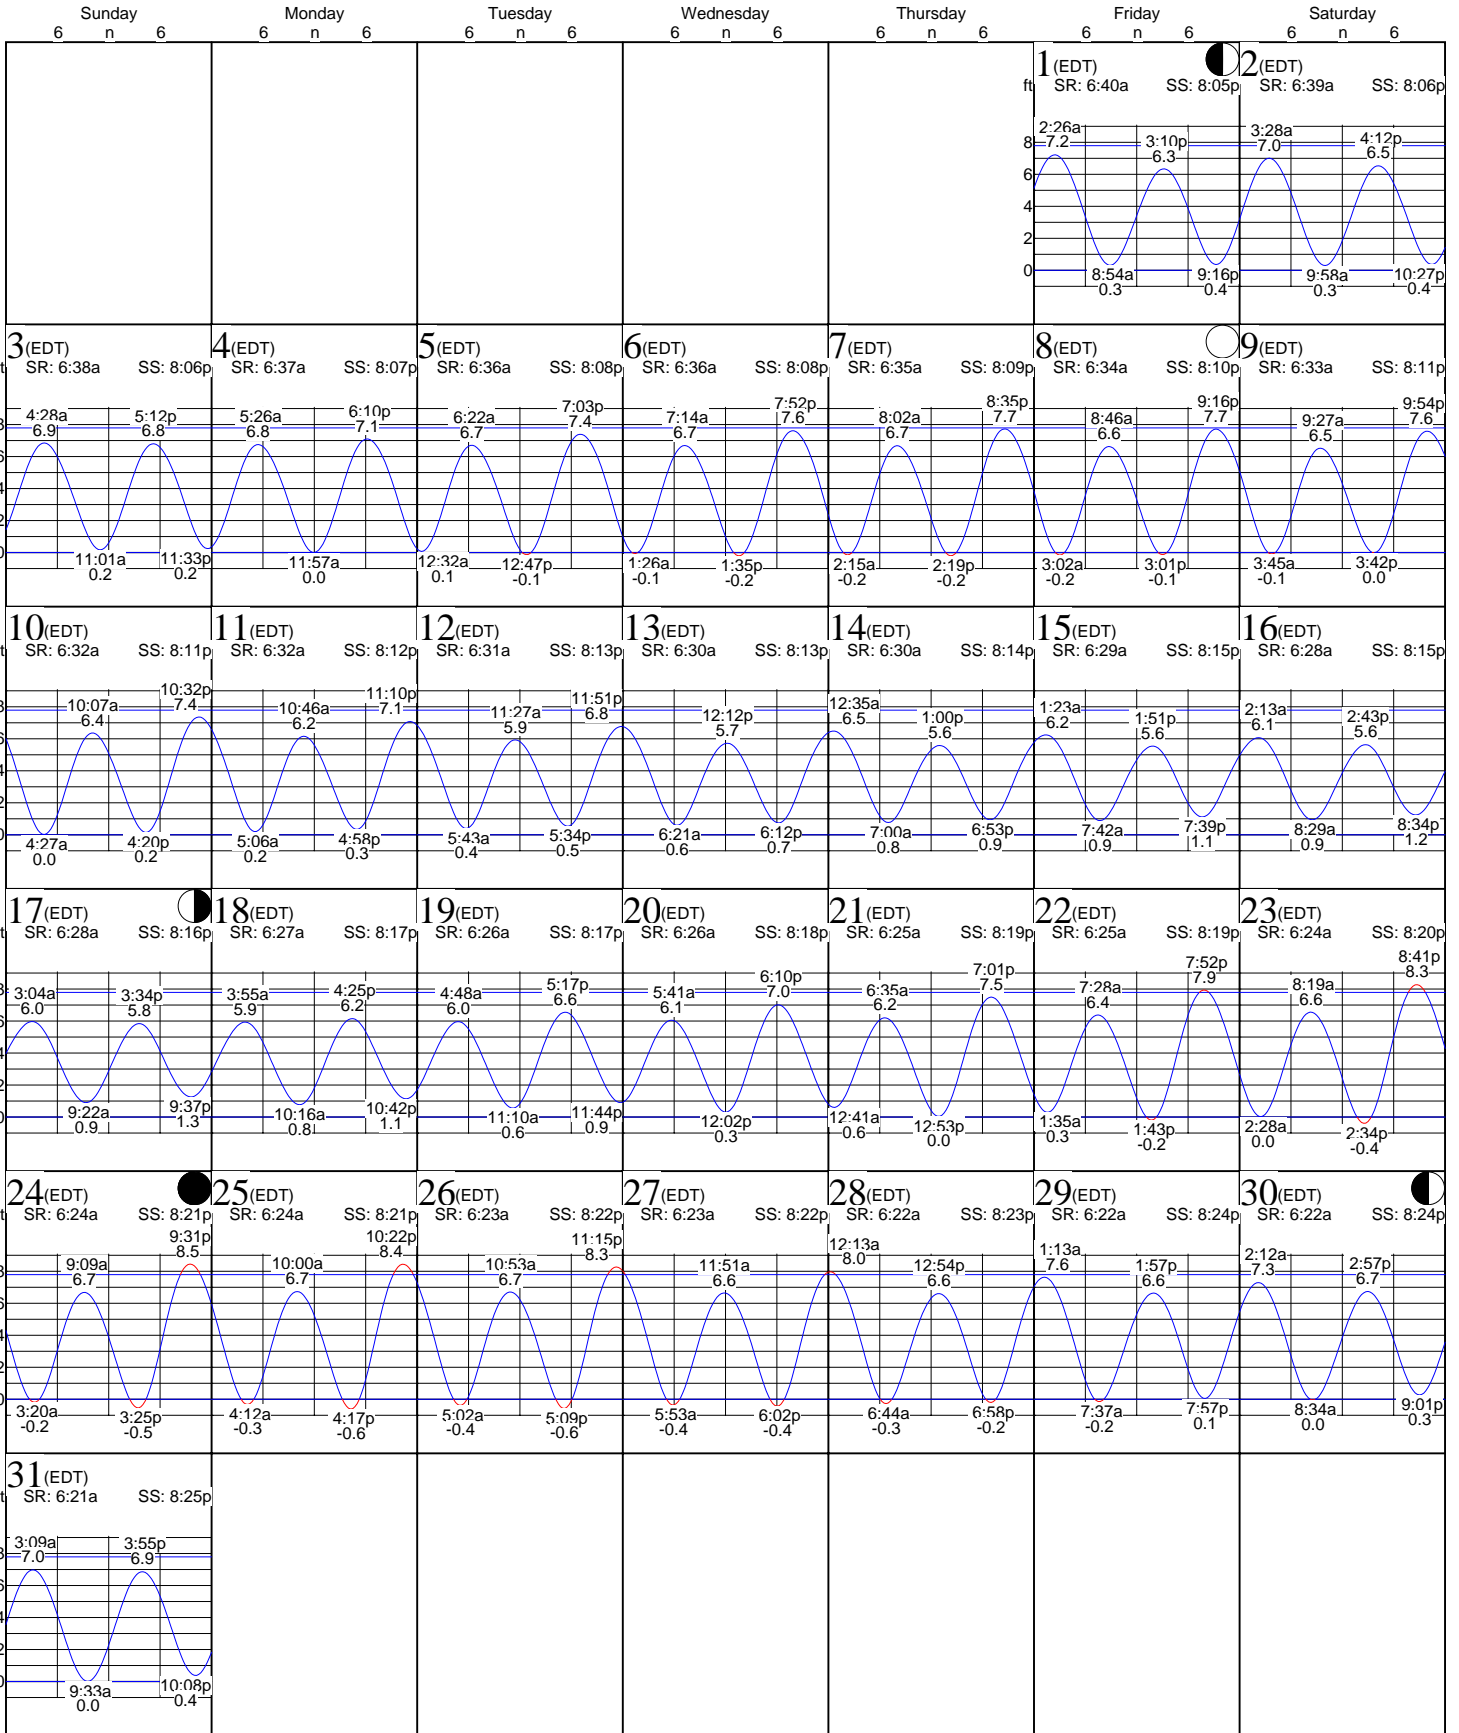 Sunday Monday Tuesday Wednesday Thursday Friday Saturday
6 n 6 6 n 6 6 n 6 6 n 6 6 n 6 6 n 6 6 n 6
1(EDT) 2(EDT)
ft SR: 6:40a SS: 8:05p SR: 6:39a SS: 8:06p
2:26a 3:10p 3:28a 4:12p
7.2 6.3 7.0 6.5
8
6
4
2
0
8:54a 9:16p 9:58a 10:27p
0.3 0.4 0.3 0.4
3(EDT) 4(EDT) 5(EDT) 6(EDT) 7(EDT) 8(EDT) 9(EDT)
SR: 6:38a SS: 8:06p SR: 6:37a SS: 8:07p SR: 6:36a SS: 8:08p SR: 6:36a SS: 8:08p SR: 6:35a SS: 8:09p SR: 6:34a SS: 8:10p SR: 6:33a SS: 8:11p
4:28a 5:12p 5:26a 6:10p 6:22a 7:03p 7:14a 7:52p 8:02a 8:35p 8:46a 9:16p 9:27a 9:54p
6.9 6.8 6.8 7.1 6.7 7.4 6.7 7.6 6.7 7.7 6.6 7.7 6.5 7.6
11:01a 11:33p 11:57a 12:32a 12:47p 1:26a 1:35p 2:15a 2:19p 3:02a 3:01p 3:45a 3:42p
0.2 0.2 0.0 0.1 -0.1 -0.1 -0.2 -0.2 -0.2 -0.2 -0.1 -0.1 0.0
10(EDT) 11(EDT) 12(EDT) 13(EDT) 14(EDT) 15(EDT) 16(EDT)
SR: 6:32a SS: 8:11p SR: 6:32a SS: 8:12p SR: 6:31a SS: 8:13p SR: 6:30a SS: 8:13p SR: 6:30a SS: 8:14p SR: 6:29a SS: 8:15p SR: 6:28a SS: 8:15p
10:07a 10:32p 10:46a 11:10p 11:27a 11:51p 12:12p 12:35a 1:00p 1:23a 1:51p 2:13a 2:43p
6.4 7.4 6.2 7.1 5.9 6.8 5.7 6.5 5.6 6.2 5.6 6.1 5.6
4:27a 4:20p 5:06a 4:58p 5:43a 5:34p 6:21a 6:12p 7:00a 6:53p 7:42a 7:39p 8:29a 8:34p
0.0 0.2 0.2 0.3 0.4 0.5 0.6 0.7 0.8 0.9 0.9 1.1 0.9 1.2
17(EDT) 18(EDT) 19(EDT) 20(EDT) 21(EDT) 22(EDT) 23(EDT)
SR: 6:28a SS: 8:16p SR: 6:27a SS: 8:17p SR: 6:26a SS: 8:17p SR: 6:26a SS: 8:18p SR: 6:25a SS: 8:19p SR: 6:25a SS: 8:19p SR: 6:24a SS: 8:20p
3:04a 3:34p 3:55a 4:25p 4:48a 5:17p 5:41a 6:10p 6:35a 7:01p 7:28a 7:52p 8:19a 8:41p
6.0 5.8 5.9 6.2 6.0 6.6 6.1 7.0 6.2 7.5 6.4 7.9 6.6 8.3
9:22a 9:37p 10:16a 10:42p 11:10a 11:44p 12:02p 12:41a 12:53p 1:35a 1:43p 2:28a 2:34p
0.9 1.3 0.8 1.1 0.6 0.9 0.3 0.6 0.0 0.3 -0.2 0.0 -0.4
24(EDT) 25(EDT) 26(EDT) 27(EDT) 28(EDT) 29(EDT) 30(EDT)
SR: 6:24a SS: 8:21p SR: 6:24a SS: 8:21p SR: 6:23a SS: 8:22p SR: 6:23a SS: 8:22p SR: 6:22a SS: 8:23p SR: 6:22a SS: 8:24p SR: 6:22a SS: 8:24p
9:09a 9:31p 10:00a 10:22p 10:53a 11:15p 11:51a 12:13a 12:54p 1:13a 1:57p 2:12a 2:57p
6.7 8.5 6.7 8.4 6.7 8.3 6.6 8.0 6.6 7.6 6.6 7.3 6.7
3:20a 3:25p 4:12a 4:17p 5:02a 5:09p 5:53a 6:02p 6:44a 6:58p 7:37a 7:57p 8:34a 9:01p
-0.2 -0.5 -0.3 -0.6 -0.4 -0.6 -0.4 -0.4 -0.3 -0.2 -0.2 0.1 0.0 0.3
31(EDT)
SR: 6:21a SS: 8:25p
3:09a 3:55p
7.0 6.9
9:33a 10:08p
0.0 0.4